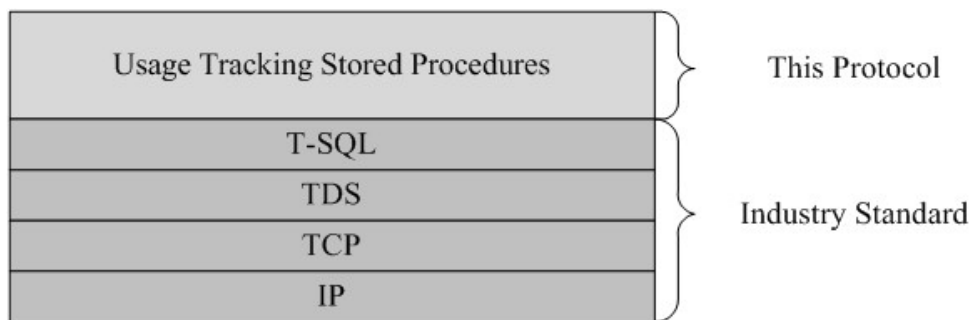 Usage Tracking Stored Procedures
This Protocol
T-SQL
TDS
TCP
IP
Industry Standard